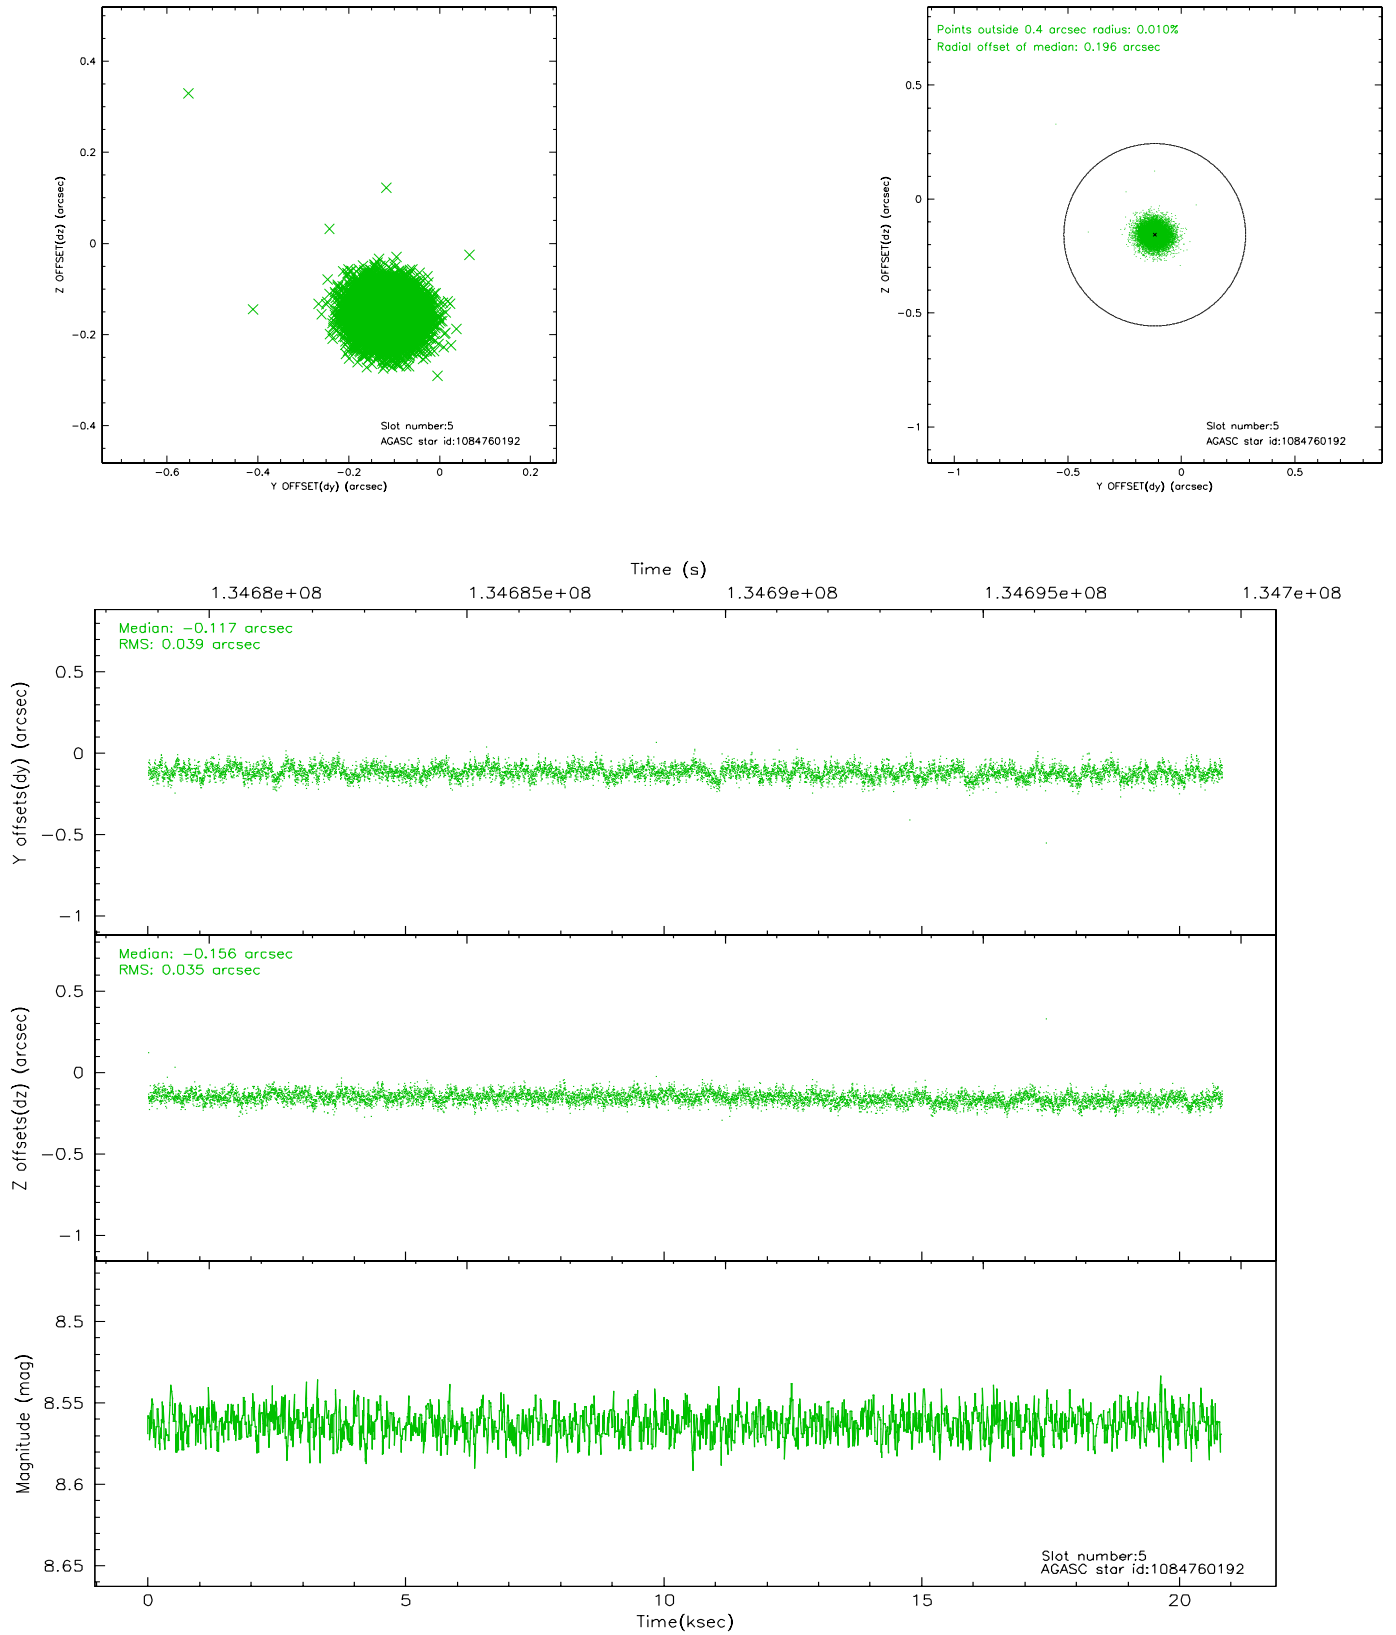 0.4
0.2
0
−0.2
−0.4
Z OFFSET(dz) (arcsec)
Slot number:5
AGASC star id:1084760192
−0.6
−0.4
−0.2
0
0.2
Y OFFSET(dy) (arcsec)
Points outside 0.4 arcsec radius: 0.010%
Radial offset of median: 0.196 arcsec
0.5
0
−0.5
−1
Z OFFSET(dz) (arcsec)
Slot number:5
AGASC star id:1084760192
−1
−0.5
0
0.5
Y OFFSET(dy) (arcsec)
Time (s)
1.3468e+08
1.34685e+08
1.3469e+08
1.34695e+08
1.347e+08
Median: −0.117 arcsec
RMS: 0.039 arcsec
0.5
0
−0.5
−1
Y offsets(dy) (arcsec)
Median: −0.156 arcsec
RMS: 0.035 arcsec
0.5
0
−0.5
−1
Z offsets(dz) (arcsec)
8.5
8.55
8.6
8.65
Magnitude (mag)
Slot number:5
AGASC star id:1084760192
0
5
10
15
20
Time(ksec)